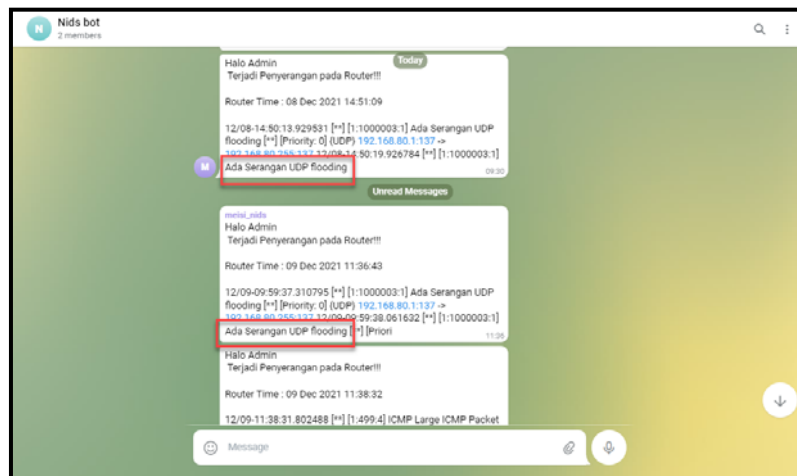 N
Nids bot
2 members
Today
Halo Admin
Terjadi Penyerangan pada Router!!!
Router Time : 08 Dec 2021 14:51:09
12/08-14:50:13.929531 [**] [1:1000003:1] Ada Serangan UDP
flooding [**] [Priority: 0] {UDP} 192.168.80.1:137 ->
192.168.80.255:137 12/08-14:50:19.926784 [**] [1:1000003:1]
M
Ada Serangan UDP flooding
09:30
Unread Messages
meisi_nids
Halo Admin
Terjadi Penyerangan pada Router!!!
Router Time : 09 Dec 2021 11:36:43
12/09-09:59:37.310795 [**] [1:1000003:1] Ada Serangan UDP
flooding [**] [Priority: 0] {UDP} 192.168.80.1:137 ->
192.168.80.255:137 12/09-09:59:38.061632 [**] [1:1000003:1]
Ada Serangan UDP flooding [**] [Priori
11:36
Halo Admin
Terjadi Penyerangan pada Router!!!
Router Time : 09 Dec 2021 11:38:32
12/09-11:38:31.802488 [**] [1:499:4] ICMP Large ICMP Packet
Message